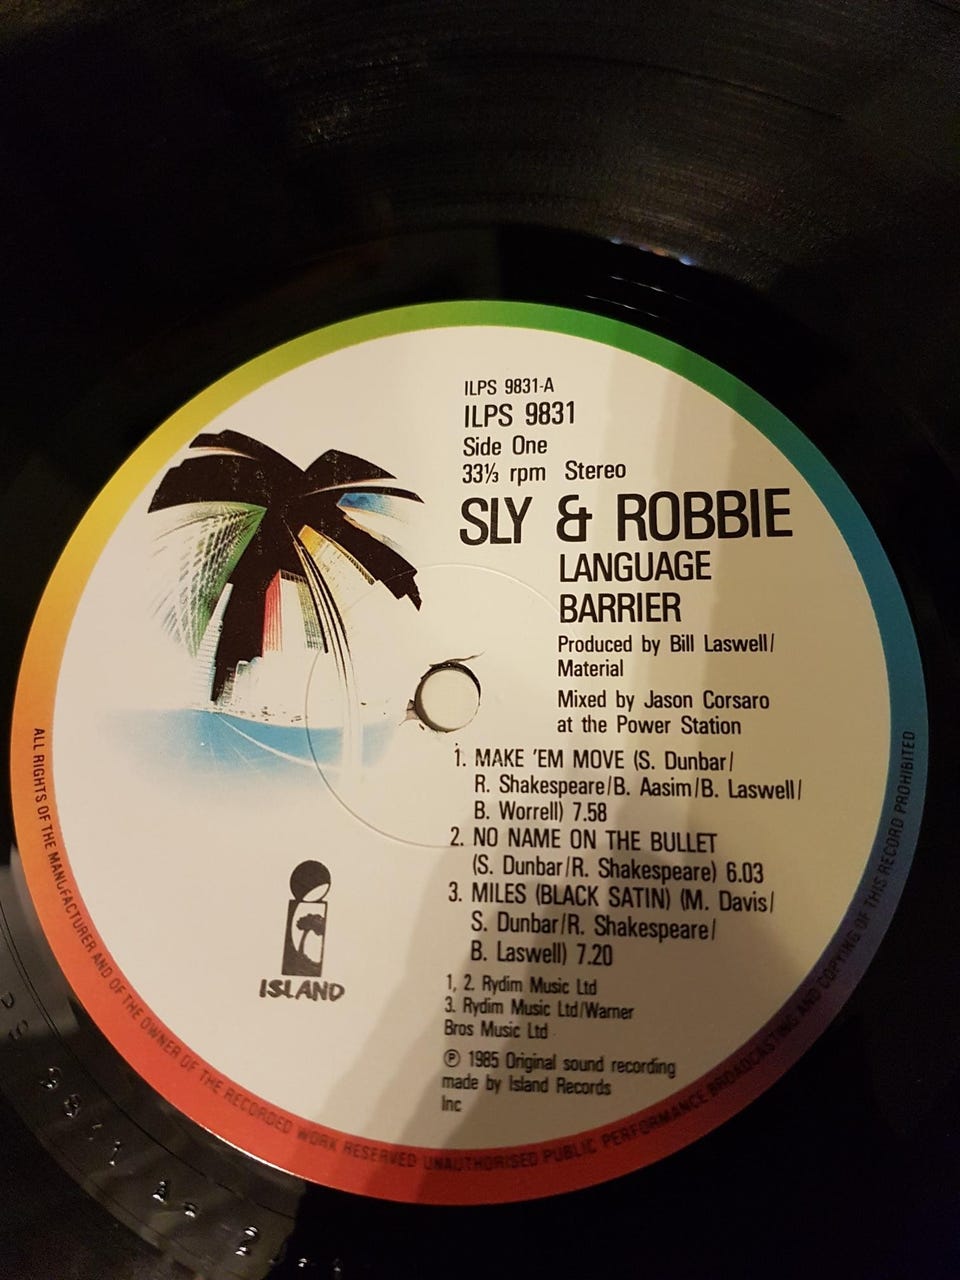 ILPS 9831-A
ILPS 9831
Side One
33⅓ rpm Stereo
SLY & ROBBIE
LANGUAGE
BARRIER
Produced by Bill Laswell/
Material
Mixed by Jason Corsaro
at the Power Station
1. MAKE 'EM MOVE (S. Dunbar/
R. Shakespeare/B. Aasim/B. Laswell/
B. Worrell) 7.58
2. NO NAME ON THE BULLET
(S. Dunbar/R. Shakespeare) 6.03
3. MILES (BLACK SATIN) (M. Davis/
S. Dunbar/R. Shakespeare/
B. Laswell) 7.20
1, 2. Rydim Music Ltd
3. Rydim Music Ltd/Warner
Bros Music Ltd
℗ 1985 Original sound recording
made by Island Records
Inc
ISLAND
ALL RIGHTS OF THE MANUFACTURER AND OF THE OWNER OF THE RECORDED WORK RESERVED UNAUTHORISED PUBLIC PERFORMANCE BROADCASTING AND COPYING OF THIS RECORD PROHIBITED